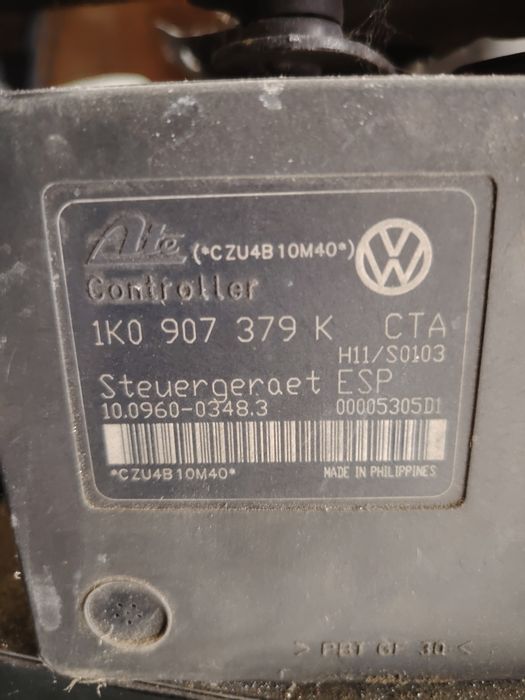 Ate (*CZU4B10M40*) VW
Controller
1K0 907 379 K CTA
H11/S0103
Steuergeraet ESP
10.0960-0348.3 00005305D1
*CZU4B10M40* MADE IN PHILIPPINES
> PBT GF 30 <